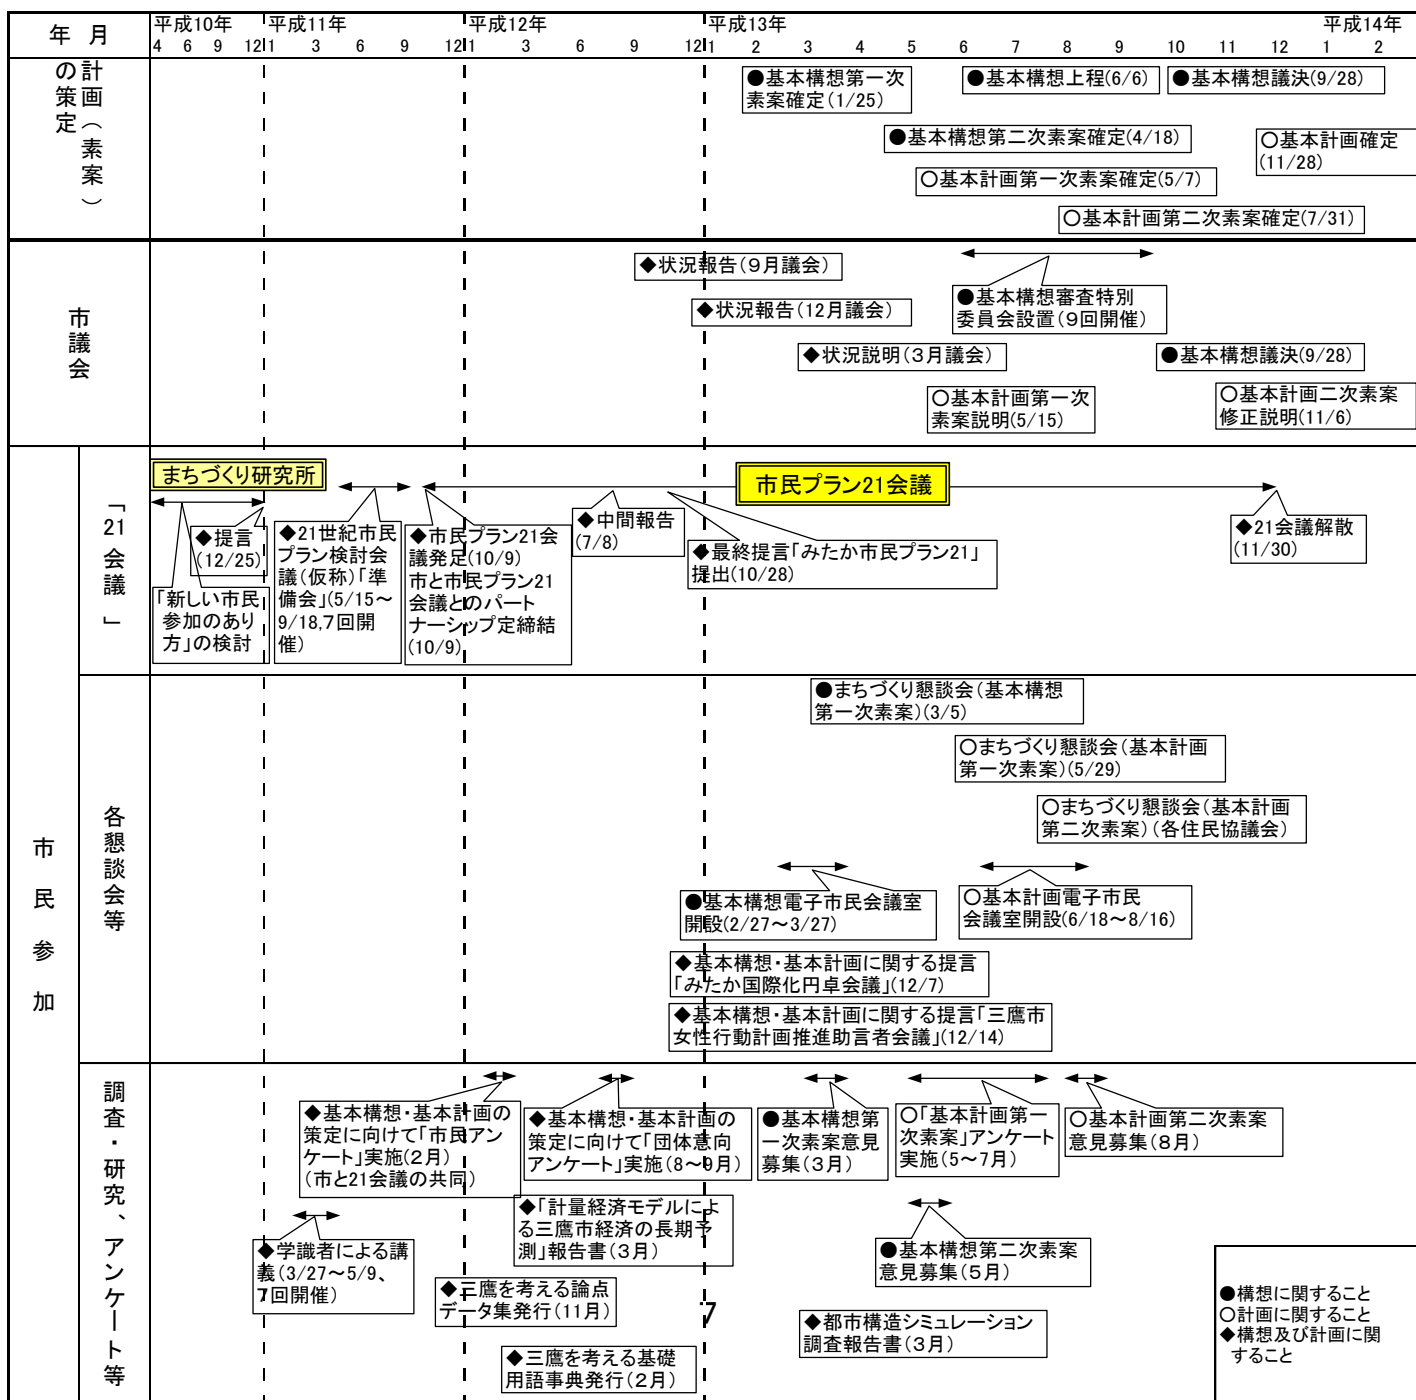 年 月
平成10年
平成11年
平成12年
平成13年
平成14年
4 6 9 12 1 3 6 9 12 1 3 6 9 12 1 2 3 4 5 6 7 8 9 10 11 12 1 2
計画（素案）
の策定
●基本構想第一次
素案確定(1/25)
●基本構想上程(6/6)
●基本構想議決(9/28)
●基本構想第二次素案確定(4/18)
○基本計画確定
(11/28)
○基本計画第一次素案確定(5/7)
○基本計画第二次素案確定(7/31)
市議会
◆状況報告(９月議会)
◆状況報告(12月議会)
●基本構想審査特別
委員会設置(９回開催)
◆状況説明(３月議会)
●基本構想議決(9/28)
○基本計画第一次
素案説明(5/15)
○基本計画二次素案
修正説明(11/6)
市民参加
「21会議」
まちづくり研究所
市民プラン21会議
◆提言
(12/25)
「新しい市民
参加のあり
方」の検討
◆21世紀市民
プラン検討会
議(仮称)「準
備会」(5/15～
9/18,7回開
催)
◆市民プラン21会
議発足(10/9)
市と市民プラン21
会議とのパート
ナーシップ定締結
(10/9)
◆中間報告
(7/8)
◆最終提言「みたか市民プラン21」
提出(10/28)
◆21会議解散
(11/30)
各懇談会等
●まちづくり懇談会(基本構想
第一次素案)(3/5)
○まちづくり懇談会(基本計画
第一次素案)(5/29)
○まちづくり懇談会(基本計画
第二次素案)(各住民協議会)
●基本構想電子市民会議室
開設(2/27～3/27)
○基本計画電子市民
会議室開設(6/18～8/16)
◆基本構想・基本計画に関する提言
「みたか国際化円卓会議」(12/7)
◆基本構想・基本計画に関する提言「三鷹市
女性行動計画推進助言者会議」(12/14)
調査・研究、アンケート等
◆基本構想・基本計画の
策定に向けて「市民アン
ケート」実施(２月)
(市と21会議の共同)
◆基本構想・基本計画の
策定に向けて「団体意向
アンケート」実施(８～９月)
●基本構想第
一次素案意見
募集(３月)
○「基本計画第一
次素案」アンケート
実施(５～７月)
○基本計画第二次素案
意見募集(８月)
◆「計量経済モデルによ
る三鷹市経済の長期予
測」報告書(３月)
◆学識者による講
義(3/27～5/9、
７回開催)
●基本構想第二次素案
意見募集(５月)
◆三鷹を考える論点
データ集発行(11月)
◆都市構造シミュレーション
調査報告書(３月)
◆三鷹を考える基礎
用語事典発行(２月)
7
●構想に関すること
○計画に関すること
◆構想及び計画に関
すること